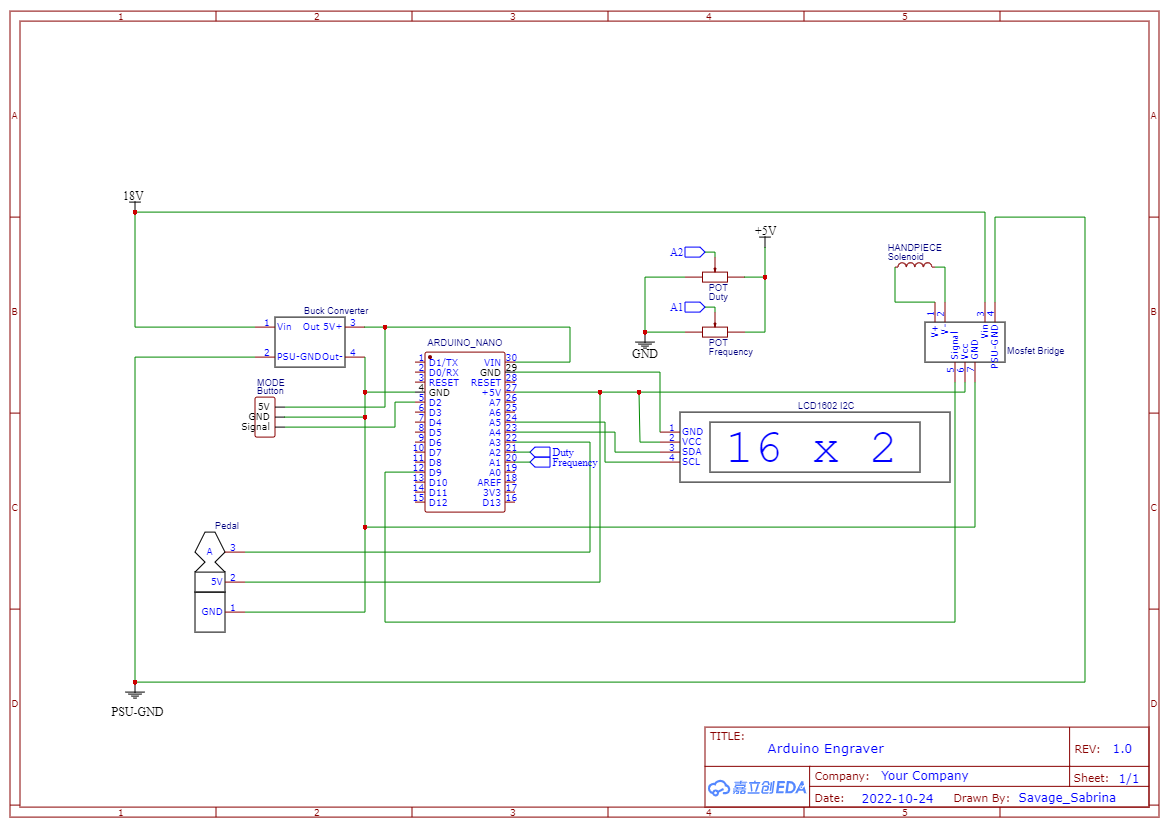 1 2 3 4 5
A A
B B
C C
D D
18V
+5V
A2
POT
Duty
A1
POT
Frequency
GND
HANDPIECE
Solenoid
1 2 3 4
V+ V- Vin PSU-GND
Signal Vcc GND
5 6 7
Mosfet Bridge
Buck Converter
1 Vin Out 5V+ 3
2 PSU-GND Out- 4
MODE
Button
5V
GND
Signal
ARDUINO_NANO
1 D1/TX VIN 30
2 D0/RX GND 29
3 RESET RESET 28
4 GND +5V 27
5 D2 A7 26
6 D3 A6 25
7 D4 A5 24
8 D5 A4 23
9 D6 A3 22
10 D7 A2 21
11 D8 A1 20
12 D9 A0 19
13 D10 AREF 18
14 D11 3V3 17
15 D12 D13 16
Duty
Frequency
LCD1602 I2C
1 GND
2 VCC
3 SDA
4 SCL
16 x 2
Pedal
A 3
5V 2
GND 1
PSU-GND
TITLE:
Arduino Engraver
REV: 1.0
嘉立创EDA
Company: Your Company
Sheet: 1/1
Date: 2022-10-24 Drawn By: Savage_Sabrina
1 2 3 4 5